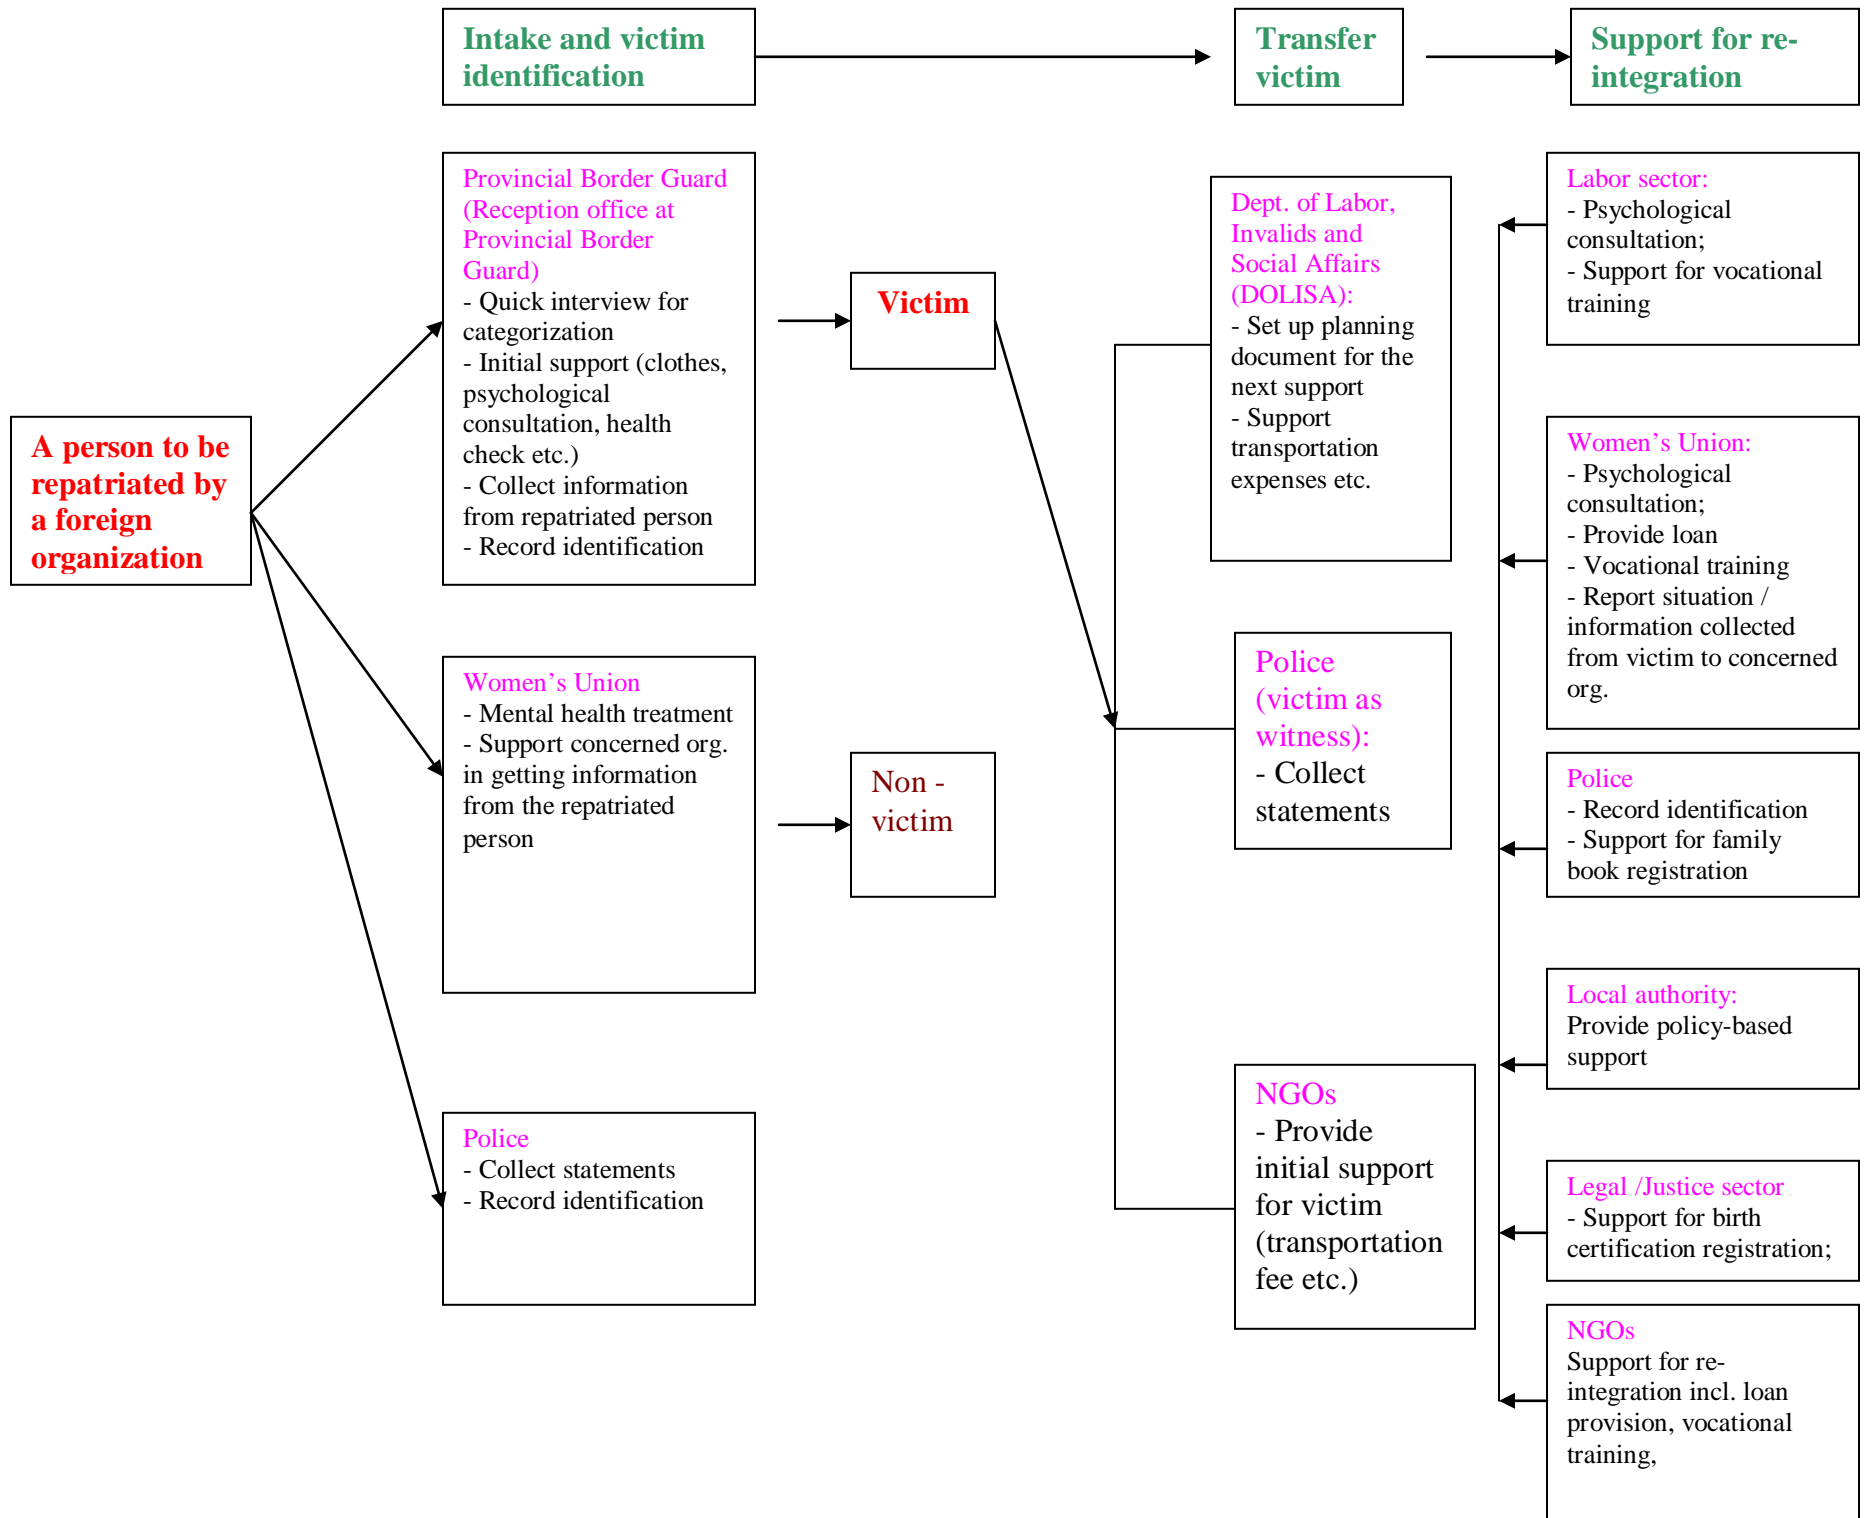 Intake and victim
identification
Transfer
victim
Support for re-
integration
A person to be
repatriated by
a foreign
organization
Provincial Border Guard
(Reception office at
Provincial Border
Guard)
- Quick interview for
categorization
- Initial support (clothes,
psychological
consultation, health
check etc.)
- Collect information
from repatriated person
- Record identification
Women’s Union
- Mental health treatment
- Support concerned org.
in getting information
from the repatriated
person
Police
- Collect statements
- Record identification
Victim
Non -
victim
Dept. of Labor,
Invalids and
Social Affairs
(DOLISA):
- Set up planning
document for the
next support
- Support
transportation
expenses etc.
Police
(victim as
witness):
- Collect
statements
NGOs
- Provide
initial support
for victim
(transportation
fee etc.)
Labor sector:
- Psychological
consultation;
- Support for vocational
training
Women’s Union:
- Psychological
consultation;
- Provide loan
- Vocational training
- Report situation /
information collected
from victim to concerned
org.
Police
- Record identification
- Support for family
book registration
Local authority:
Provide policy-based
support
Legal /Justice sector
- Support for birth
certification registration;
NGOs
Support for re-
integration incl. loan
provision, vocational
training,